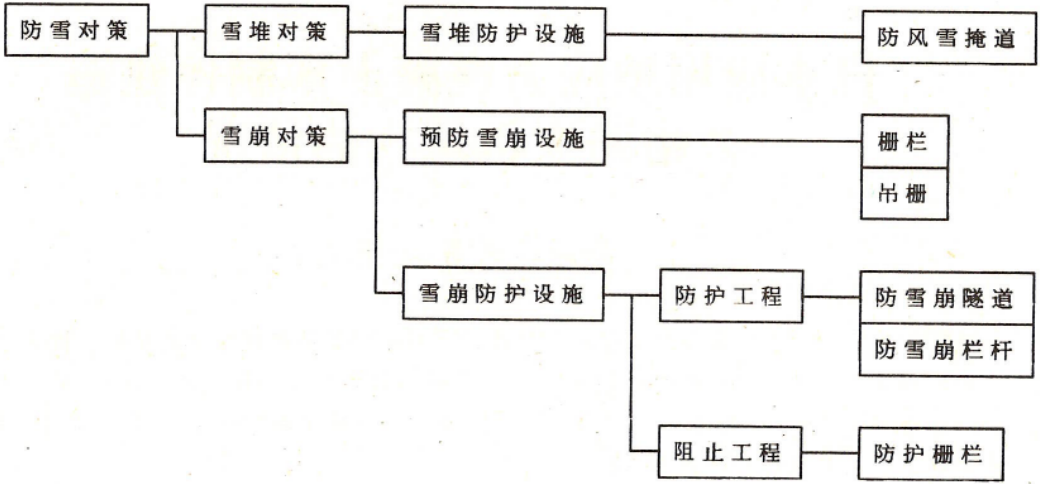 防雪对策
雪堆对策
雪堆防护设施
防风雪掩道
雪崩对策
预防雪崩设施
栅栏
吊栅
雪崩防护设施
防护工程
防雪崩隧道
防雪崩栏杆
阻止工程
防护栅栏